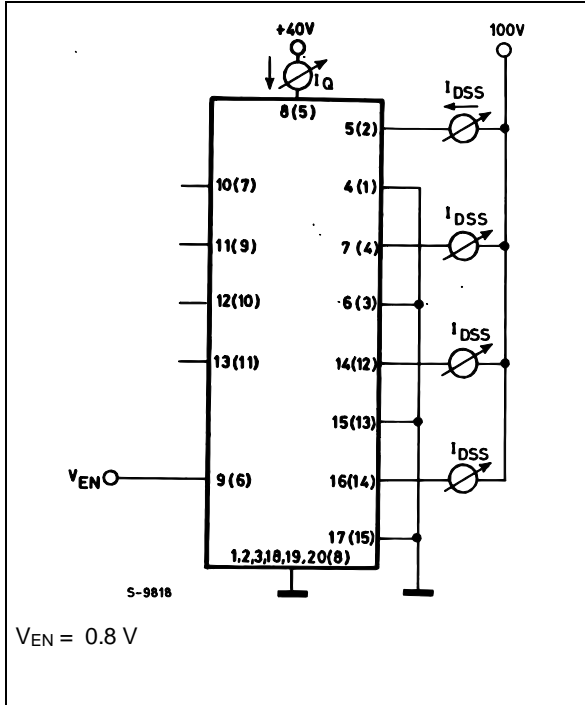 +40V
100V
I_Q
8(5)
I_DSS
5(2)
10(7)
4(1)
I_DSS
11(9)
7(4)
12(10)
6(3)
I_DSS
13(11)
14(12)
15(13)
I_DSS
V_EN
9(6)
16(14)
17(15)
1,2,3,18,19,20(8)
S-9818
V_EN = 0.8 V